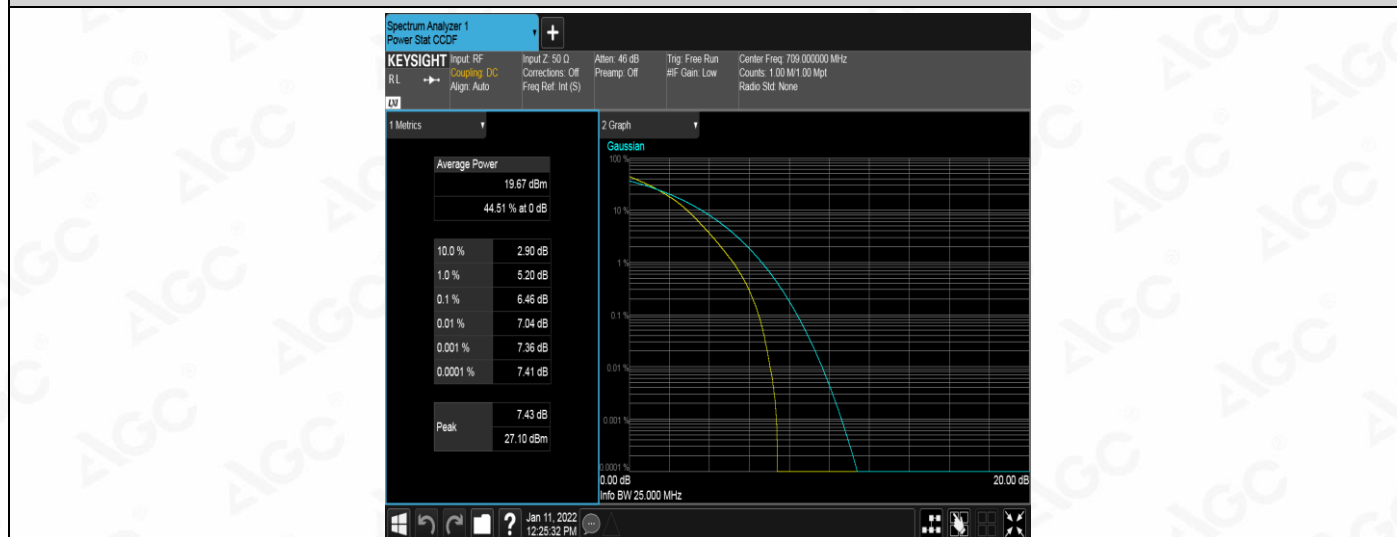 Spectrum Analyzer 1
Power Stat CCDF
+
KEYSIGHT
RL
LXI
Input: RF
Coupling: DC
Align: Auto
Input Z: 50 Ω
Corrections: Off
Freq Ref: Int (S)
Atten: 46 dB
Preamp: Off
Trig: Free Run
#IF Gain: Low
Center Freq: 709.000000 MHz
Counts: 1.00 M/1.00 Mpt
Radio Std: None
1 Metrics
Average Power
19.67 dBm
44.51 % at 0 dB
10.0 % 2.90 dB
1.0 % 5.20 dB
0.1 % 6.46 dB
0.01 % 7.04 dB
0.001 % 7.36 dB
0.0001 % 7.41 dB
Peak
7.43 dB
27.10 dBm
2 Graph
Gaussian
100 %
10 %
1 %
0.1 %
0.01 %
0.001 %
0.0001 %
0.00 dB 20.00 dB
Info BW 25.000 MHz
?
Jan 11, 2022
12:25:32 PM
AGC